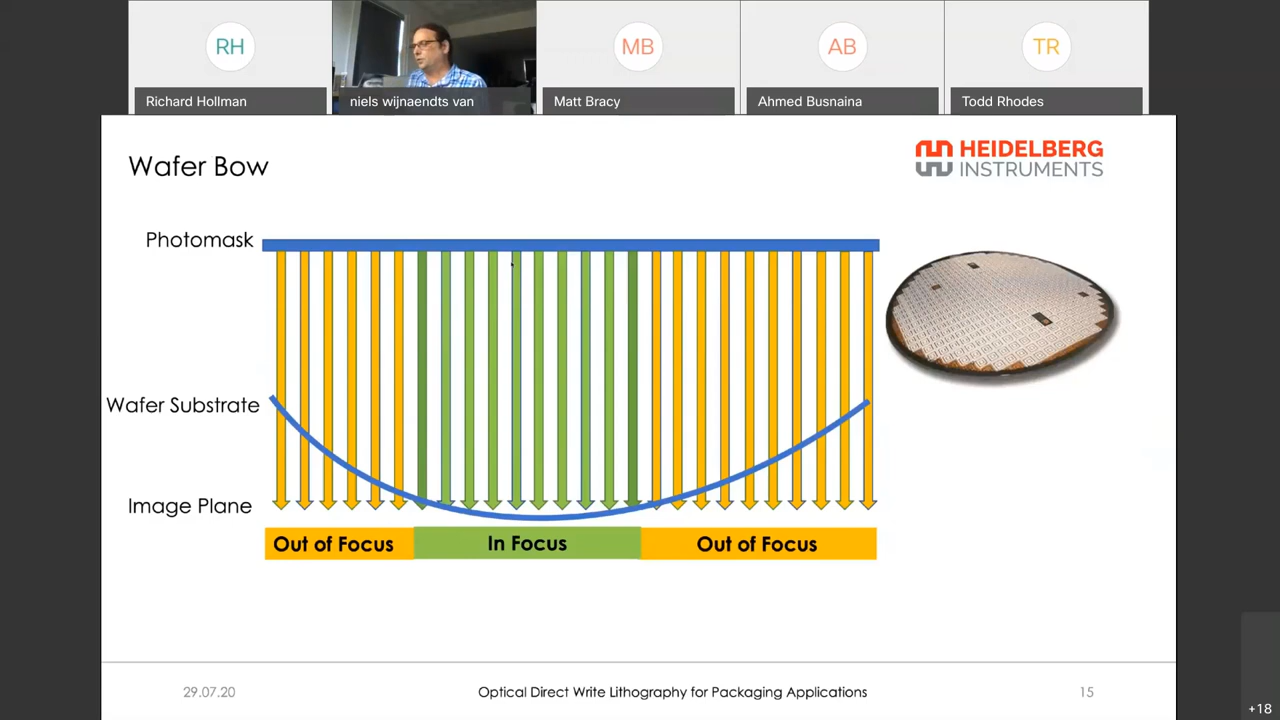 RH
MB
AB
TR
Richard Hollman
niels wijnaendts van
Matt Bracy
Ahmed Busnaina
Todd Rhodes
Wafer Bow
HEIDELBERG
INSTRUMENTS
Photomask
Wafer Substrate
Image Plane
Out of Focus
In Focus
Out of Focus
29.07.20
Optical Direct Write Lithography for Packaging Applications
15
+18